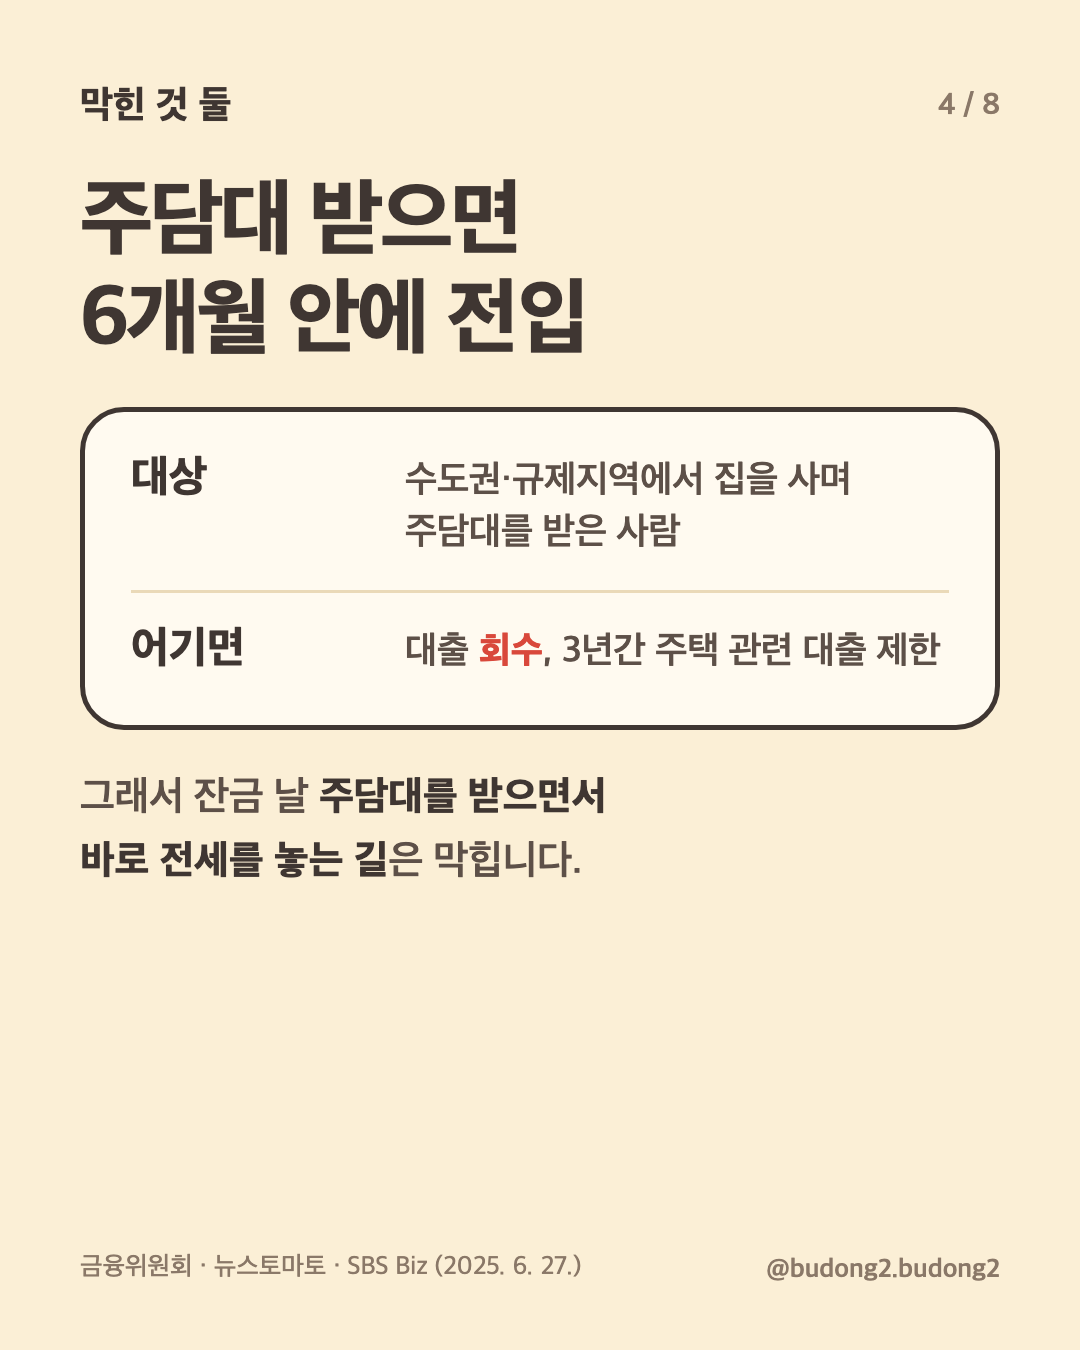 막힌 것 둘
4 / 8
주담대 받으면
6개월 안에 전입
대상
수도권·규제지역에서 집을 사며
주담대를 받은 사람
어기면
대출 회수, 3년간 주택 관련 대출 제한
그래서 잔금 날 주담대를 받으면서
바로 전세를 놓는 길은 막힙니다.
금융위원회 · 뉴스토마토 · SBS Biz (2025. 6. 27.)
@budong2.budong2